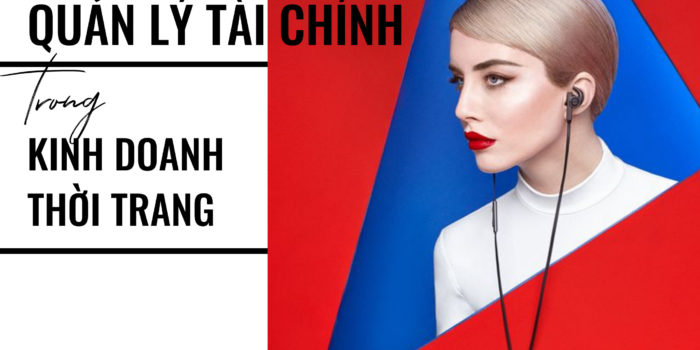 QUẢN LÝ TÀI CHÍNH
Trong
KINH DOANH
THỜI TRANG